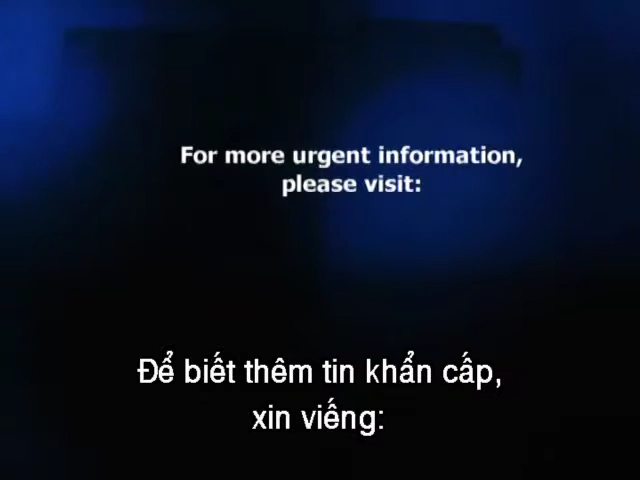 For more urgent information,
please visit:
Để biết thêm tin khẩn cấp,
xin viếng: